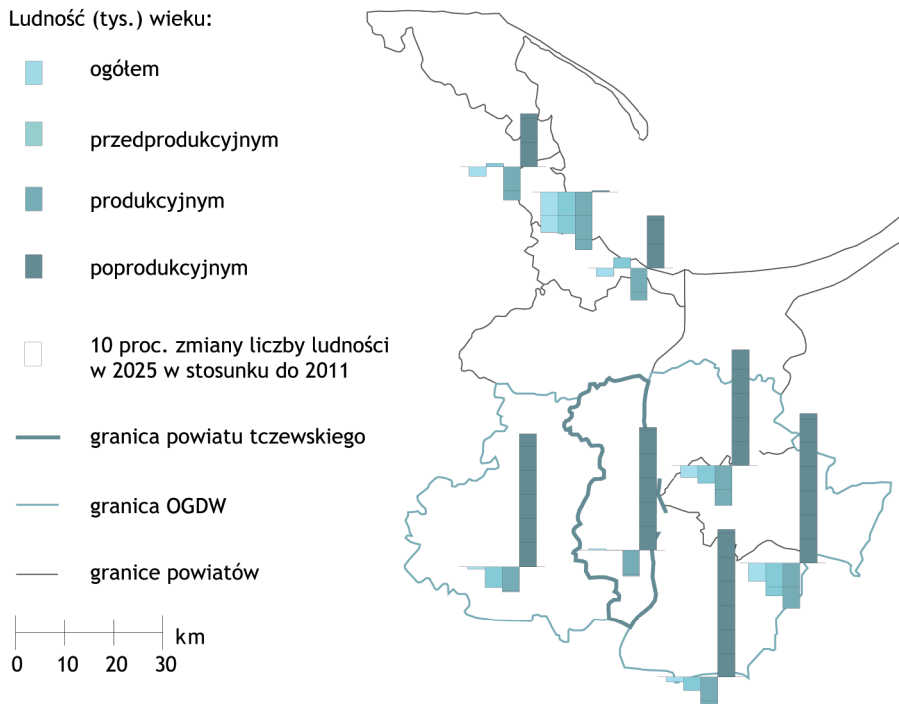 Ludność (tys.) wieku:
ogółem
przedprodukcyjnym
produkcyjnym
poprodukcyjnym
10 proc. zmiany liczby ludności
w 2025 w stosunku do 2011
granica powiatu tczewskiego
granica OGDW
granice powiatów
km
0 10 20 30